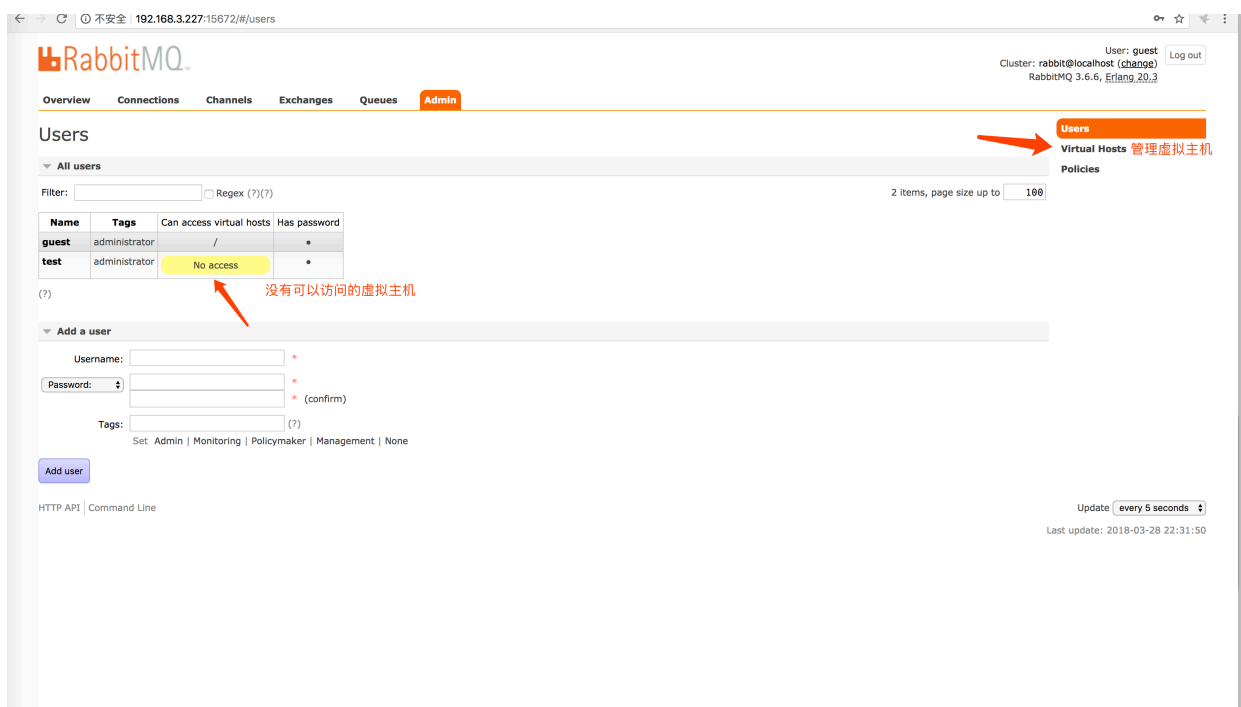 不安全 192.168.3.227:15672/#/users
RabbitMQ
User: guest
Log out
Cluster: rabbit@localhost (change)
RabbitMQ 3.6.6, Erlang 20.3
Overview Connections Channels Exchanges Queues Admin
Users
Users
Virtual Hosts 管理虚拟主机
Policies
All users
Filter: Regex (?)(?)
2 items, page size up to 100
Name Tags Can access virtual hosts Has password
guest administrator / •
test administrator No access •
没有可以访问的虚拟主机
(?)
Add a user
Username: *
Password: *
* (confirm)
Tags: (?)
Set Admin | Monitoring | Policymaker | Management | None
Add user
HTTP API Command Line
Update every 5 seconds
Last update: 2018-03-28 22:31:50